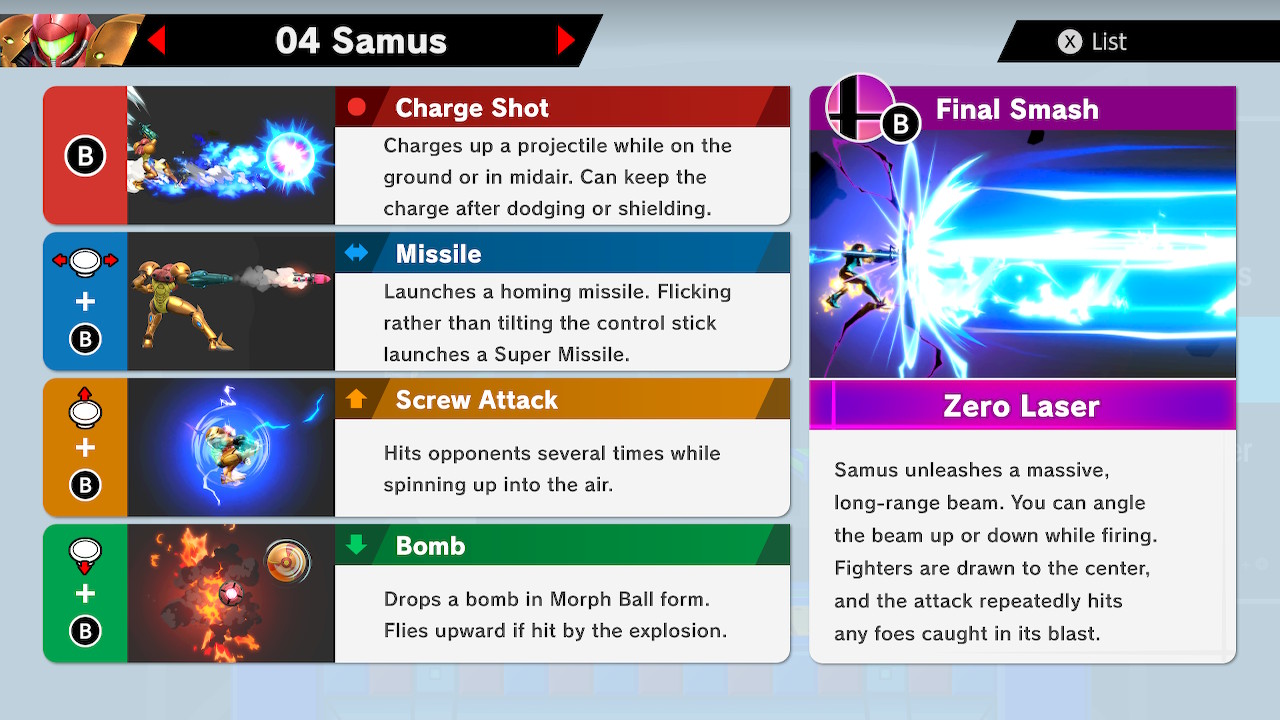 04 Samus
X List
B
Charge Shot
Charges up a projectile while on the
ground or in midair. Can keep the
charge after dodging or shielding.
+
B
Missile
Launches a homing missile. Flicking
rather than tilting the control stick
launches a Super Missile.
+
B
Screw Attack
Hits opponents several times while
spinning up into the air.
+
B
Bomb
Drops a bomb in Morph Ball form.
Flies upward if hit by the explosion.
B
Final Smash
Zero Laser
Samus unleashes a massive,
long-range beam. You can angle
the beam up or down while firing.
Fighters are drawn to the center,
and the attack repeatedly hits
any foes caught in its blast.